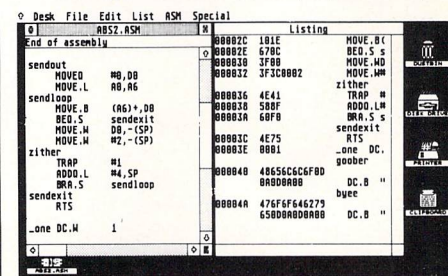 Desk File Edit List ASM Special
ABS2.ASM
End of assembly
sendout
MOVEQ #0,D0
MOVE.L A0,A6
sendloop
MOVE.B (A6)+,D0
BEQ.S sendexit
MOVE.W D0,-(SP)
MOVE.W #2,-(SP)
zither
TRAP #1
ADDQ.L #4,SP
BRA.S sendloop
sendexit
RTS
_one DC.W 1
ABS2.ASM
Listing
00002C 101E MOVE.B(
00002E 670C BEQ.S s
000030 3F00 MOVE.WD
000032 3F3C0002 MOVE.W#
zither
000036 4E41 TRAP #
000038 588F ADDQ.L#
00003A 60F0 BRA.S s
sendexit
00003C 4E75 RTS
00003E 0001 _one DC.
goober
000040 48656C6C6F0D
0A0D0A00 DC.B "
byee
00004A 476F6F646279
650D0A0D0A00 DC.B "
DUSTBIN
DISK DRIVE
PRINTER
CLIPBOARD